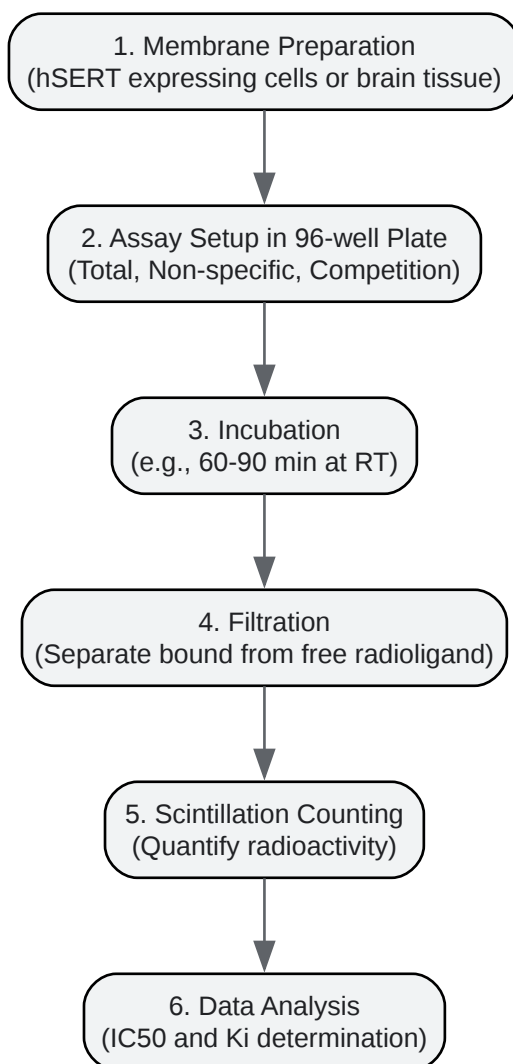 1. Membrane Preparation
(hSERT expressing cells or brain tissue)
2. Assay Setup in 96-well Plate
(Total, Non-specific, Competition)
3. Incubation
(e.g., 60-90 min at RT)
4. Filtration
(Separate bound from free radioligand)
5. Scintillation Counting
(Quantify radioactivity)
6. Data Analysis
(IC50 and Ki determination)